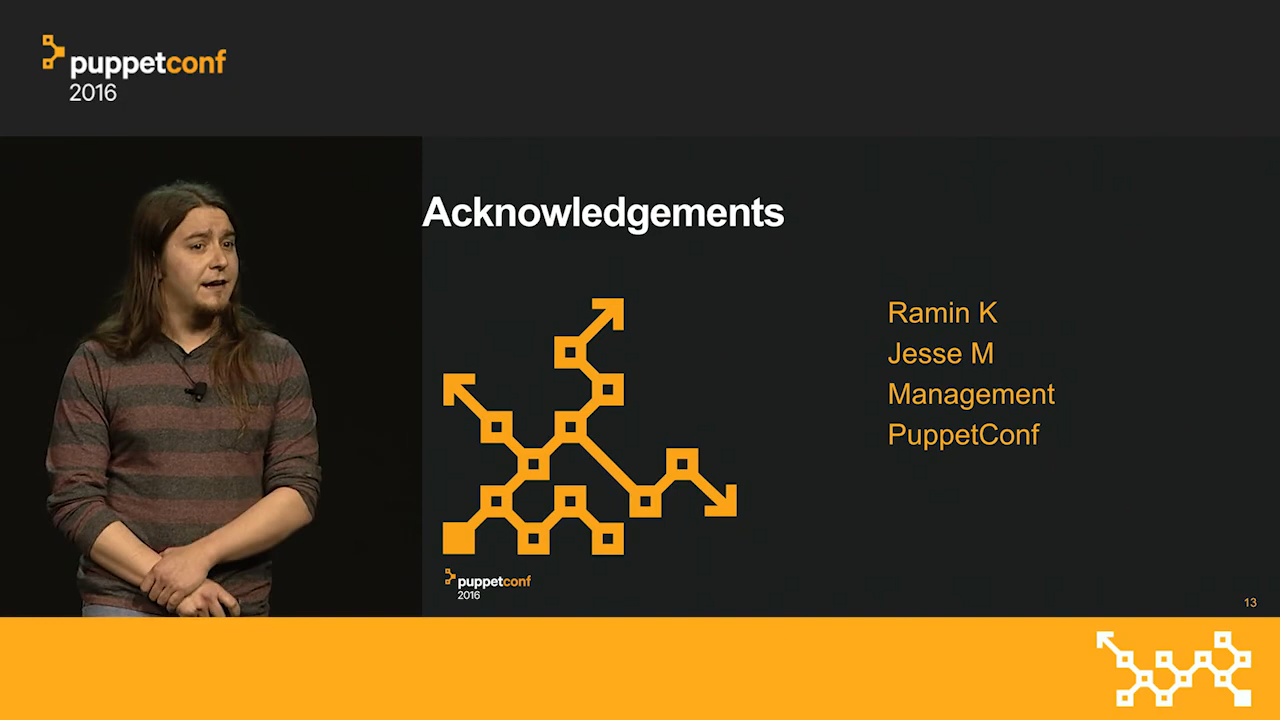 puppetconf
2016
Acknowledgements
Ramin K
Jesse M
Management
PuppetConf
puppetconf
2016
13